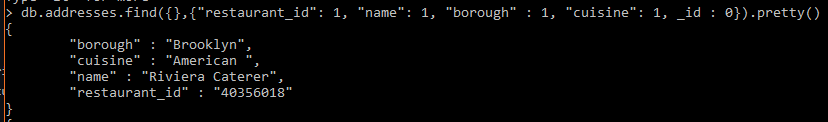 > db.addresses.find({},{"restaurant_id": 1, "name": 1, "borough" : 1, "cuisine": 1, _id : 0}).pretty()
{
"borough" : "Brooklyn",
"cuisine" : "American ",
"name" : "Riviera Caterer",
"restaurant_id" : "40356018"
}